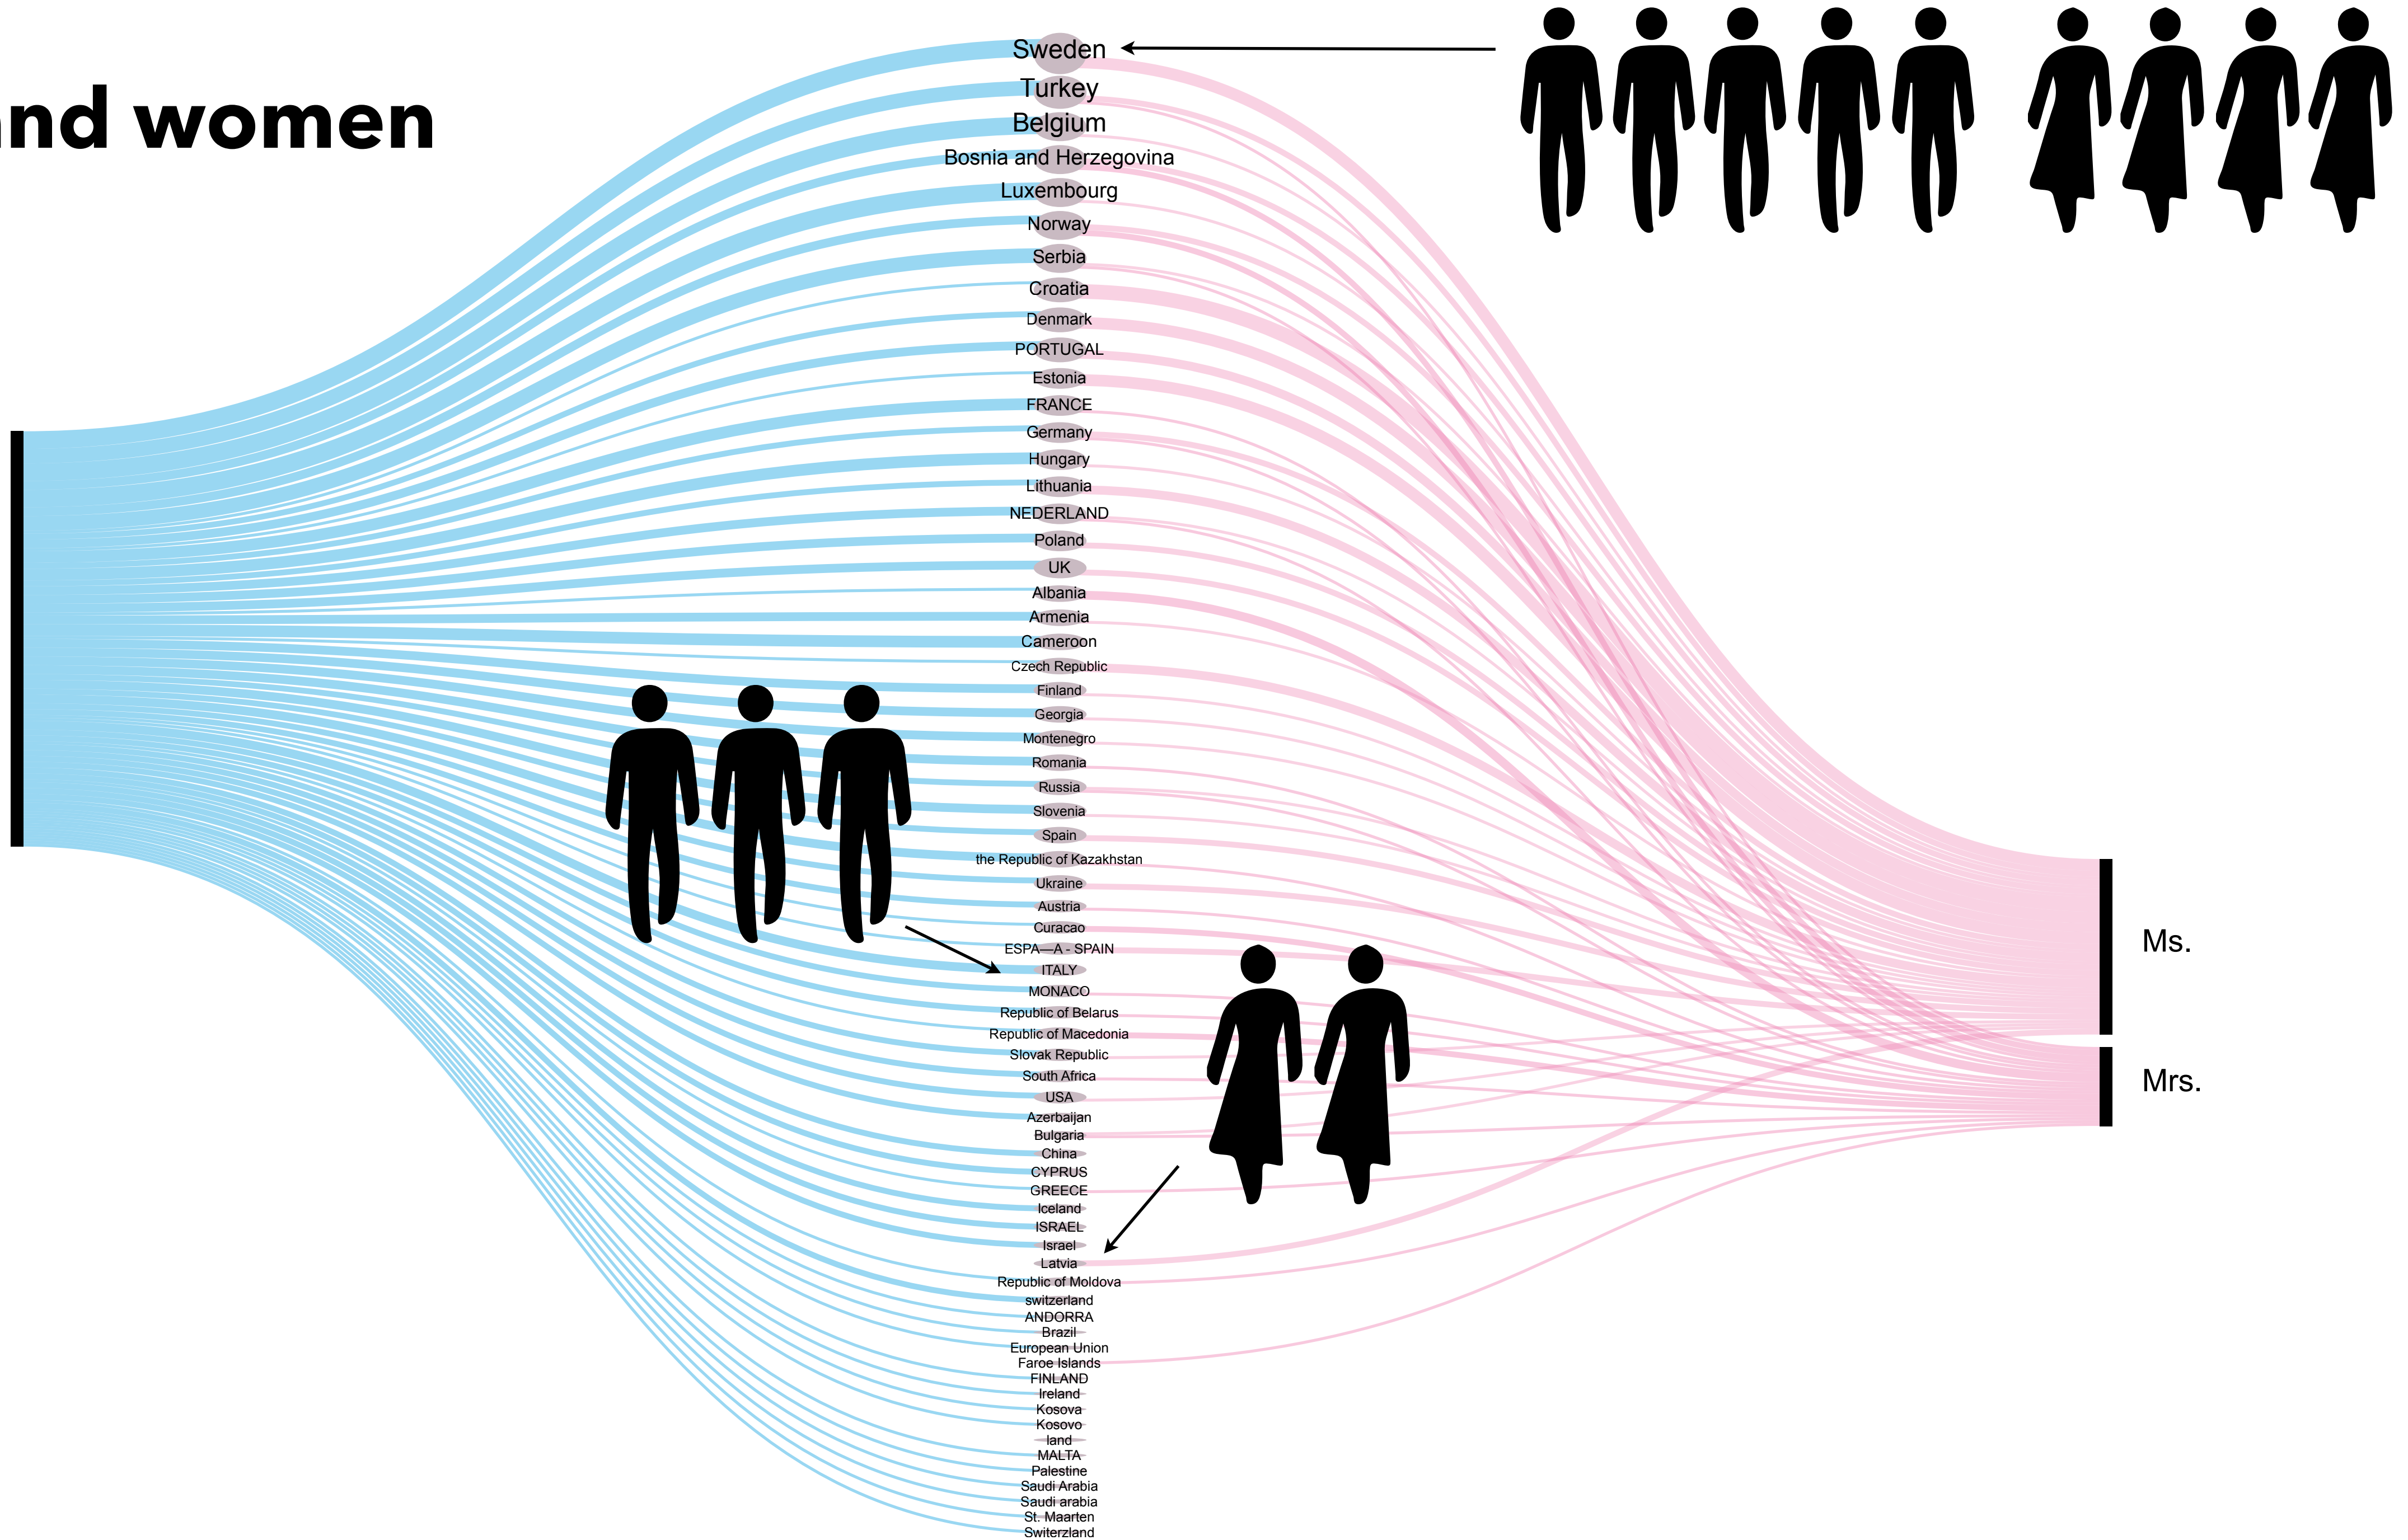 nd women
Sweden
Turkey
Belgium
Bosnia and Herzegovina
Luxembourg
Norway
Serbia
Croatia
Denmark
PORTUGAL
Estonia
FRANCE
Germany
Hungary
Lithuania
NEDERLAND
Poland
UK
Albania
Armenia
Cameroon
Czech Republic
Finland
Georgia
Montenegro
Romania
Russia
Slovenia
Spain
the Republic of Kazakhstan
Ukraine
Austria
Curacao
ESPA—A - SPAIN
ITALY
MONACO
Republic of Belarus
Republic of Macedonia
Slovak Republic
South Africa
USA
Azerbaijan
Bulgaria
China
CYPRUS
GREECE
Iceland
ISRAEL
Israel
Latvia
Republic of Moldova
switzerland
ANDORRA
Brazil
European Union
Faroe Islands
FINLAND
Ireland
Kosova
Kosovo
land
MALTA
Palestine
Saudi Arabia
Saudi arabia
St. Maarten
Switerzland
Ms.
Mrs.